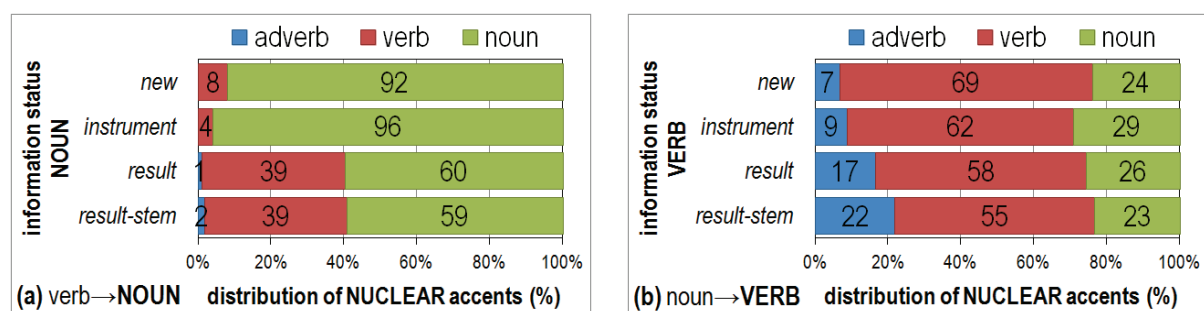 adverb verb noun
information status
NOUN
new 8 92
instrument 4 96
result 1 39 60
result-stem 2 39 59
0% 20% 40% 60% 80% 100%
(a) verb→NOUN distribution of NUCLEAR accents (%)
adverb verb noun
information status
VERB
new 7 69 24
instrument 9 62 29
result 17 58 26
result-stem 22 55 23
0% 20% 40% 60% 80% 100%
(b) noun→VERB distribution of NUCLEAR accents (%)